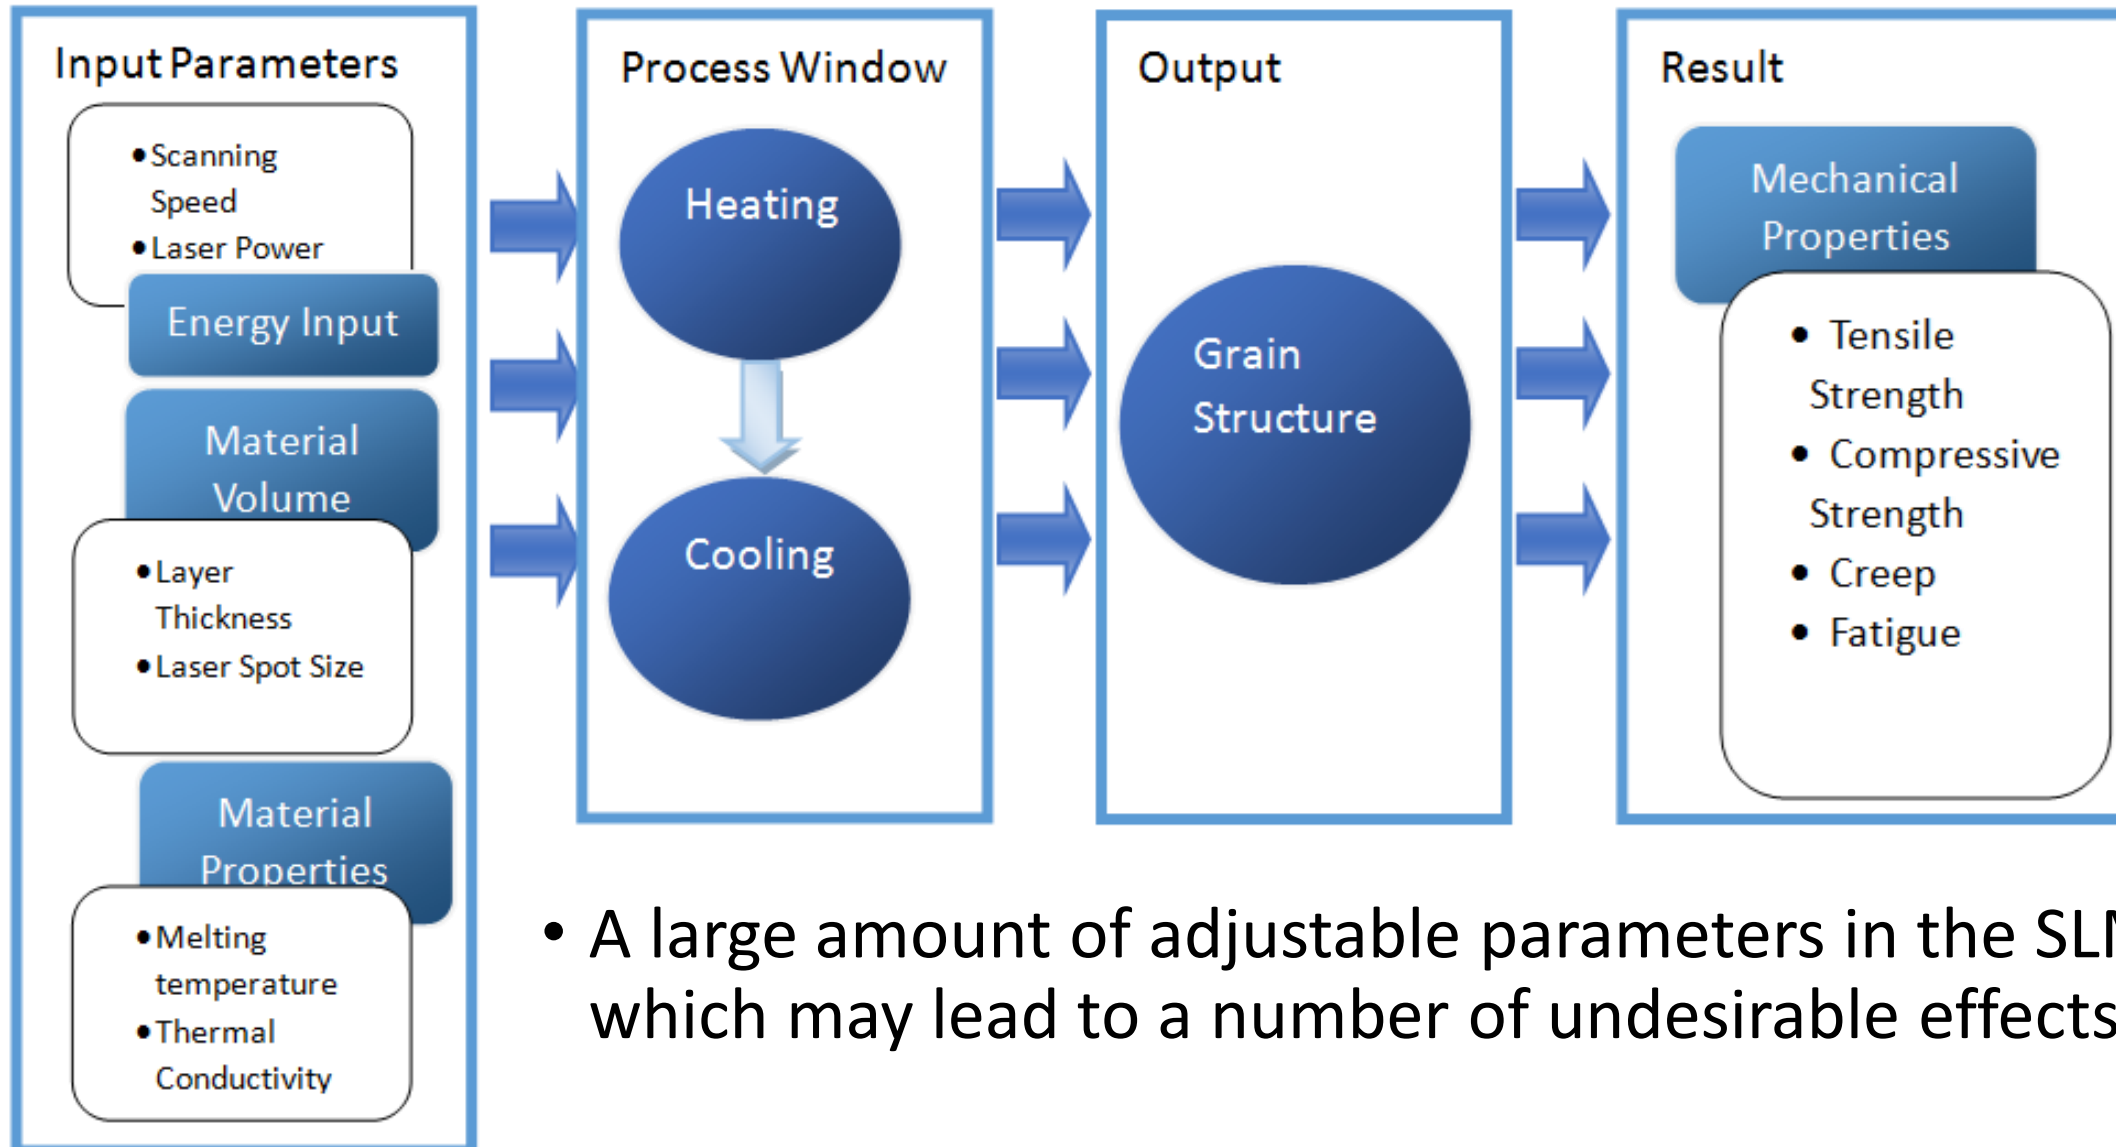 Input Parameters
• Scanning
Speed
• Laser Power
Energy Input
Material
Volume
• Layer
Thickness
• Laser Spot Size
Material
Properties
• Melting
temperature
• Thermal
Conductivity
Process Window
Heating
Cooling
Output
Grain
Structure
Result
Mechanical
Properties
• Tensile
Strength
• Compressive
Strength
• Creep
• Fatigue
• A large amount of adjustable parameters in the
which may lead to a number of undesirable effects